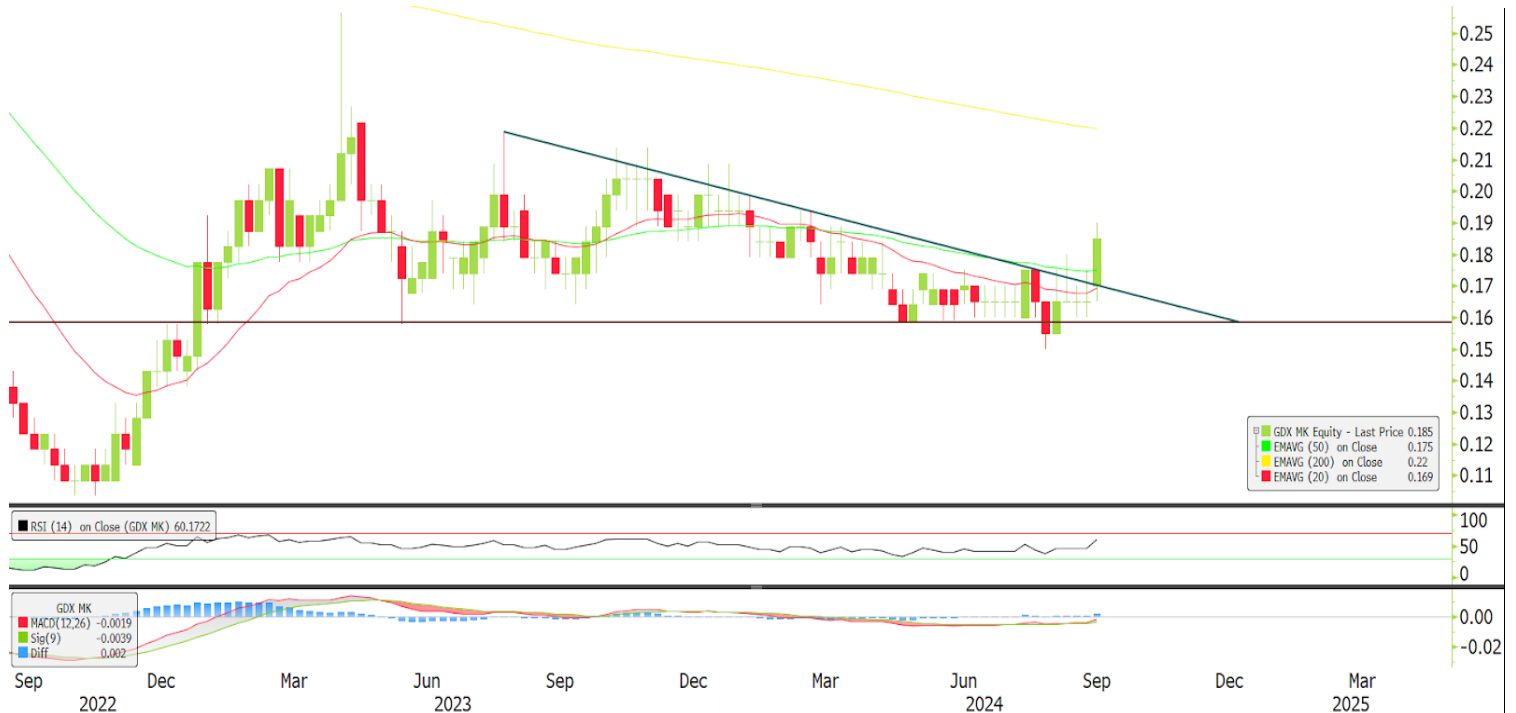 0.25
0.24
0.23
0.22
0.21
0.20
0.19
0.18
0.17
0.16
0.15
0.14
0.13
0.12
0.11
GDX MK Equity - Last Price 0.185
EMAVG (50) on Close 0.175
EMAVG (200) on Close 0.22
EMAVG (20) on Close 0.169
RSI (14) on Close (GDX MK) 60.1722
100
50
0
GDX MK
MACD(12,26) -0.0019
Sig(9) -0.0039
Diff 0.002
0.00
-0.02
Sep Dec Mar Jun Sep Dec Mar Jun Sep Dec Mar
2022 2023 2024 2025